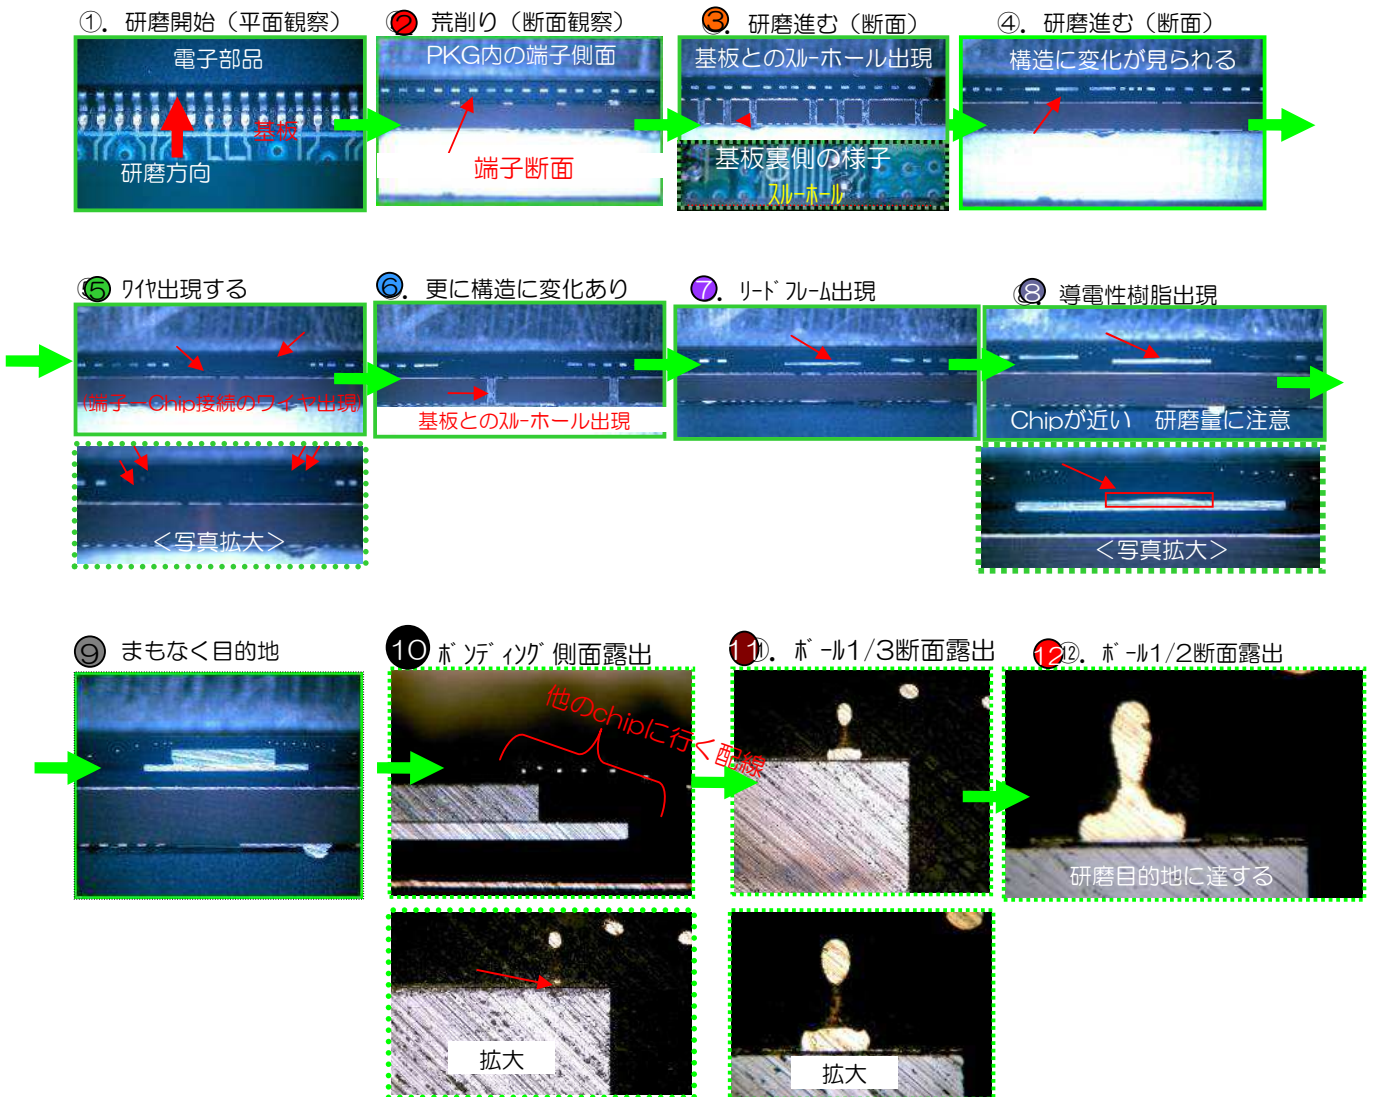 ①．研磨開始（平面観察）
電子部品
基板
研磨方向
② 荒削り（断面観察）
PKG内の端子側面
端子断面
③．研磨進む（断面）
基板とのｽﾙｰホール出現
基板裏側の様子
ｽﾙｰホール
④．研磨進む（断面）
構造に変化が見られる
⑤ ﾜｲﾔ出現する
(端子ーChip接続のワイヤ出現)
＜写真拡大＞
⑥．更に構造に変化あり
基板とのｽﾙｰホール出現
⑦．ﾘｰﾄﾞﾌﾚｰﾑ出現
⑧ 導電性樹脂出現
Chipが近い　研磨量に注意
＜写真拡大＞
⑨ まもなく目的地
10 ﾎﾞﾝﾃﾞｨﾝｸﾞ側面露出
他のchipに行く配線
拡大
11⑪．ﾎﾞｰﾙ1/3断面露出
拡大
12⑫．ﾎﾞｰﾙ1/2断面露出
研磨目的地に達する